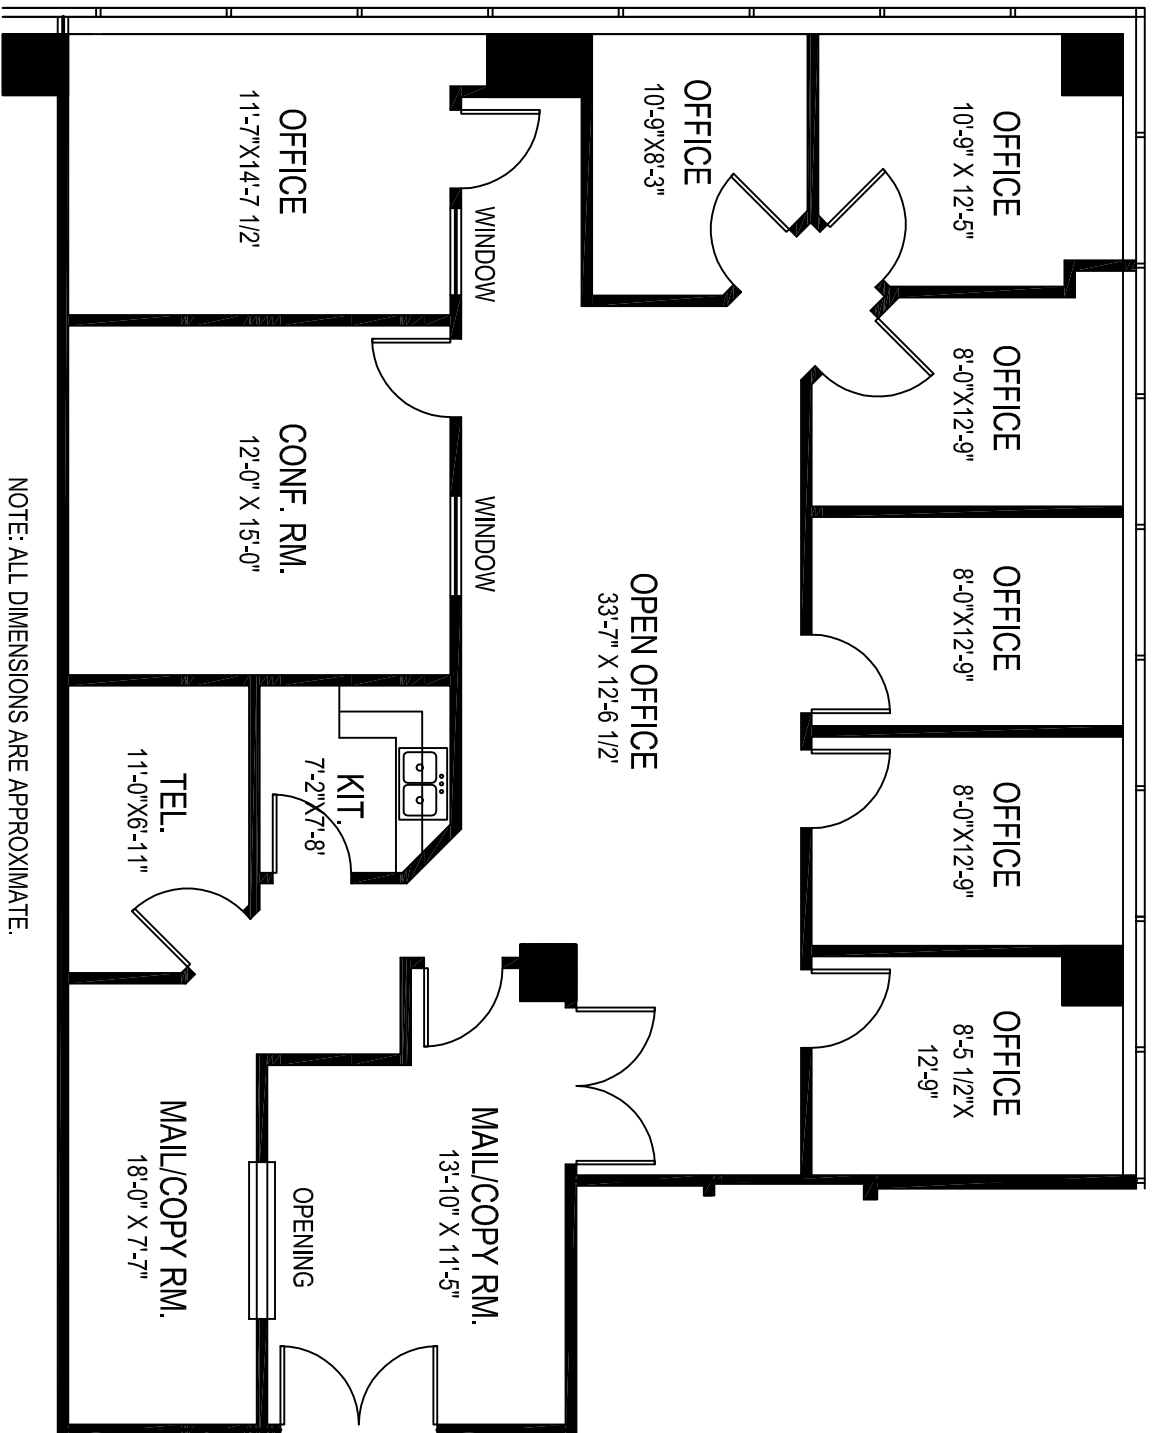 OFFICE
10'-9" X 12'-5"
OFFICE
10'-9"X8'-3"
OFFICE
11'-7"X14'-7 1/2'
WINDOW
OFFICE
8'-0"X12'-9"
CONF. RM.
12'-0" X 15'-0"
WINDOW
OFFICE
8'-0"X12'-9"
OPEN OFFICE
33'-7" X 12'-6 1/2'
OFFICE
8'-0"X12'-9"
KIT.
7'-2"X7'-8'
TEL.
11'-0"X6'-11"
OFFICE
8'-5 1/2"X
12'-9"
MAIL/COPY RM.
13'-10" X 11'-5"
OPENING
MAIL/COPY RM.
18'-0" X 7'-7"
NOTE: ALL DIMENSIONS ARE APPROXIMATE.